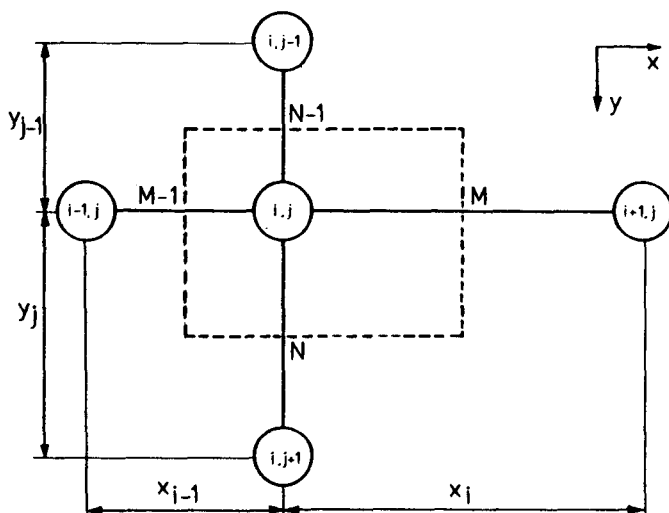 i, j-1
x
y
y_{j-1}
N-1
M-1
M
i-1, j
i, j
i+1, j
y_j
N
i, j+1
x_{i-1}
x_i